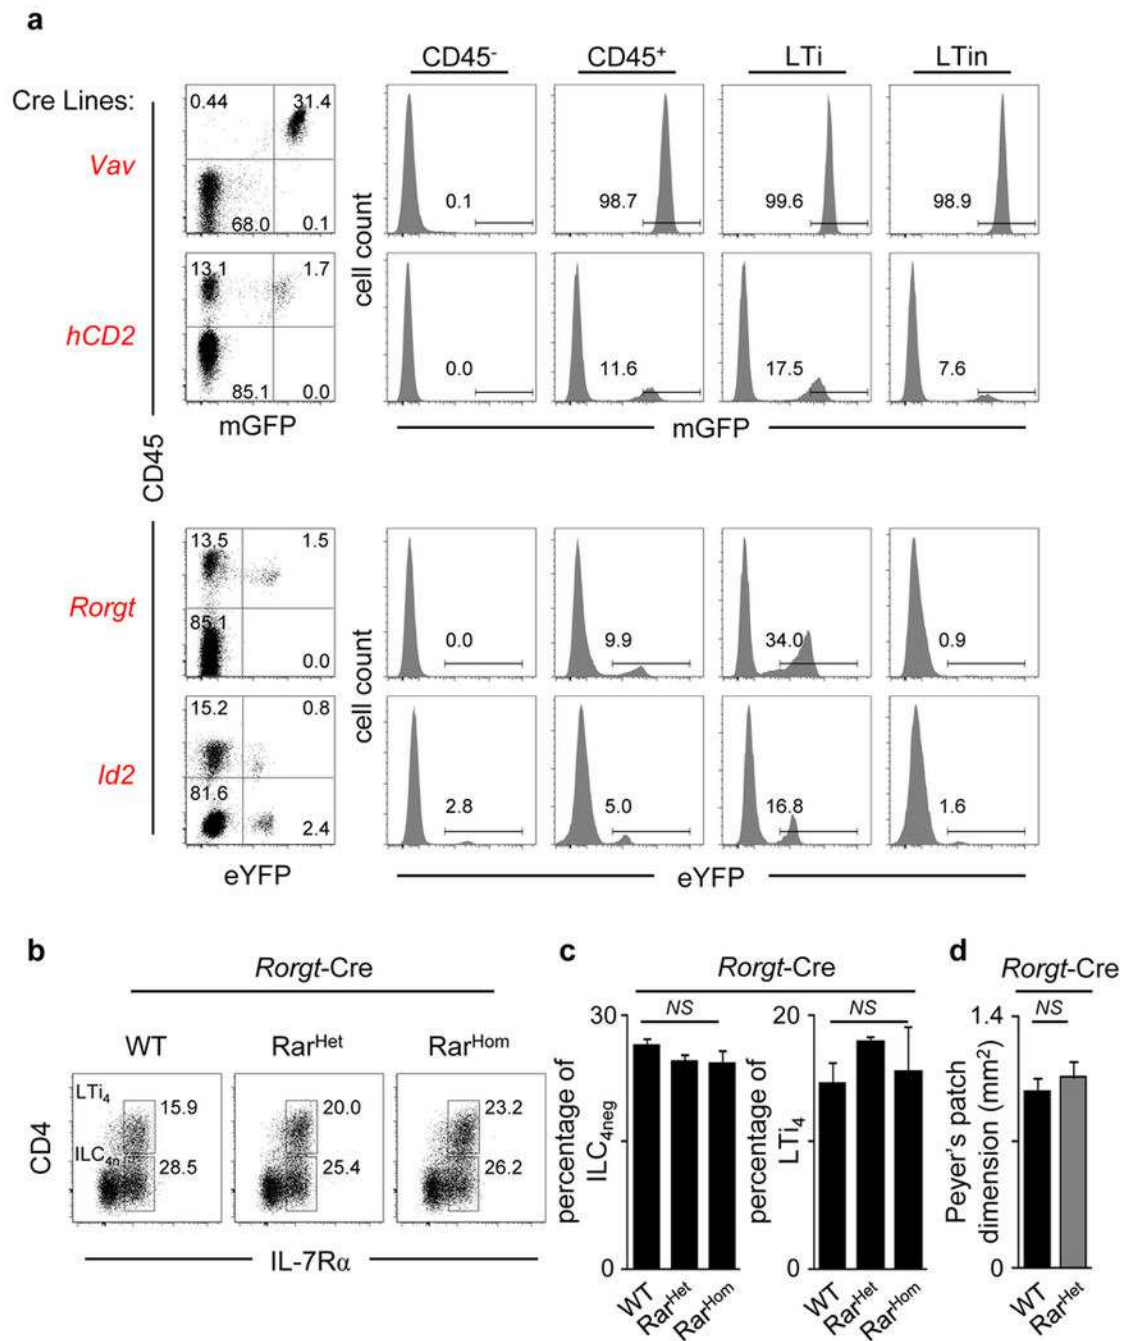 a
CD45⁻ CD45⁺ LTi LTin
Cre Lines:
Vav
0.44 31.4
68.0 0.1
0.1
98.7
99.6
98.9
hCD2
13.1 1.7
85.1 0.0
0.0
11.6
17.5
7.6
cell count
mGFP
mGFP
CD45
Rorgt
13.5 1.5
85.1 0.0
0.0
9.9
34.0
0.9
Id2
15.2 0.8
81.6 2.4
2.8
5.0
16.8
1.6
cell count
eYFP
eYFP
b
Rorgt-Cre
WT RarHet RarHom
CD4
LTi₄
15.9
ILC₄ₙ
28.5
20.0
25.4
23.2
26.2
IL-7Rα
c
Rorgt-Cre
percentage of
ILC₄neg
30
NS
0
WT RarHet RarHom
percentage of
LTi₄
20
NS
0
WT RarHet RarHom
d
Rorgt-Cre
Peyer's patch
dimension (mm²)
1.4
NS
0
WT RarHet